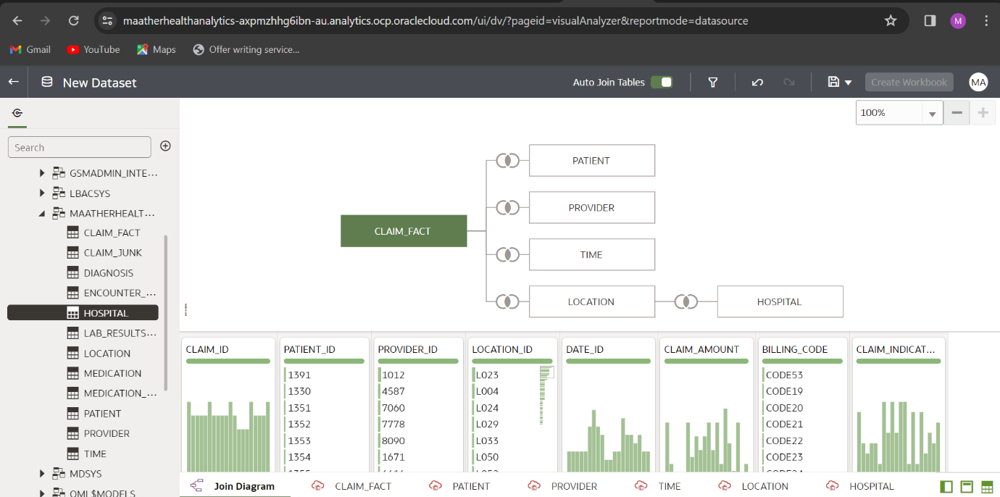 maatherhealthanalytics-axpmzhhg6ibn-au.analytics.ocp.oraclecloud.com/ui/dv/?pageid=visualAnalyzer&reportmode=datasource
M
Gmail YouTube Maps Offer writing service...
New Dataset Auto Join Tables Create Workbook MA
100%
Search
GSMADMIN_INTE...
LBACSYS
MAATHERHEALT...
CLAIM_FACT
CLAIM_JUNK
DIAGNOSIS
ENCOUNTER_...
HOSPITAL
LAB_RESULTS...
LOCATION
MEDICATION
MEDICATION_...
PATIENT
PROVIDER
TIME
MDSYS
OML$MODELS
PATIENT
PROVIDER
CLAIM_FACT
TIME
LOCATION HOSPITAL
CLAIM_ID PATIENT_ID PROVIDER_ID LOCATION_ID DATE_ID CLAIM_AMOUNT BILLING_CODE CLAIM_INDICAT...
1391 1012 L023 CODE53
1330 4587 L004 CODE19
1351 7060 L024 CODE20
1352 7778 L029 CODE21
1353 8090 L033 CODE22
1354 1671 L050 CODE23
Join Diagram CLAIM_FACT PATIENT PROVIDER TIME LOCATION HOSPITAL